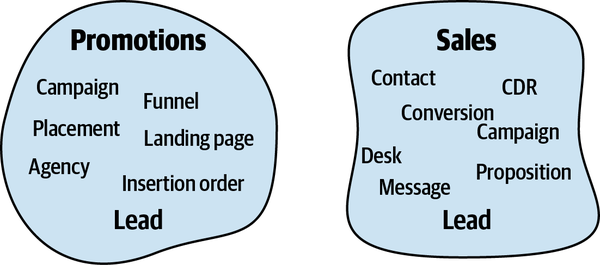 Promotions
Campaign
Funnel
Placement
Landing page
Agency
Insertion order
Lead
Sales
Contact
CDR
Conversion
Campaign
Desk
Proposition
Message
Lead